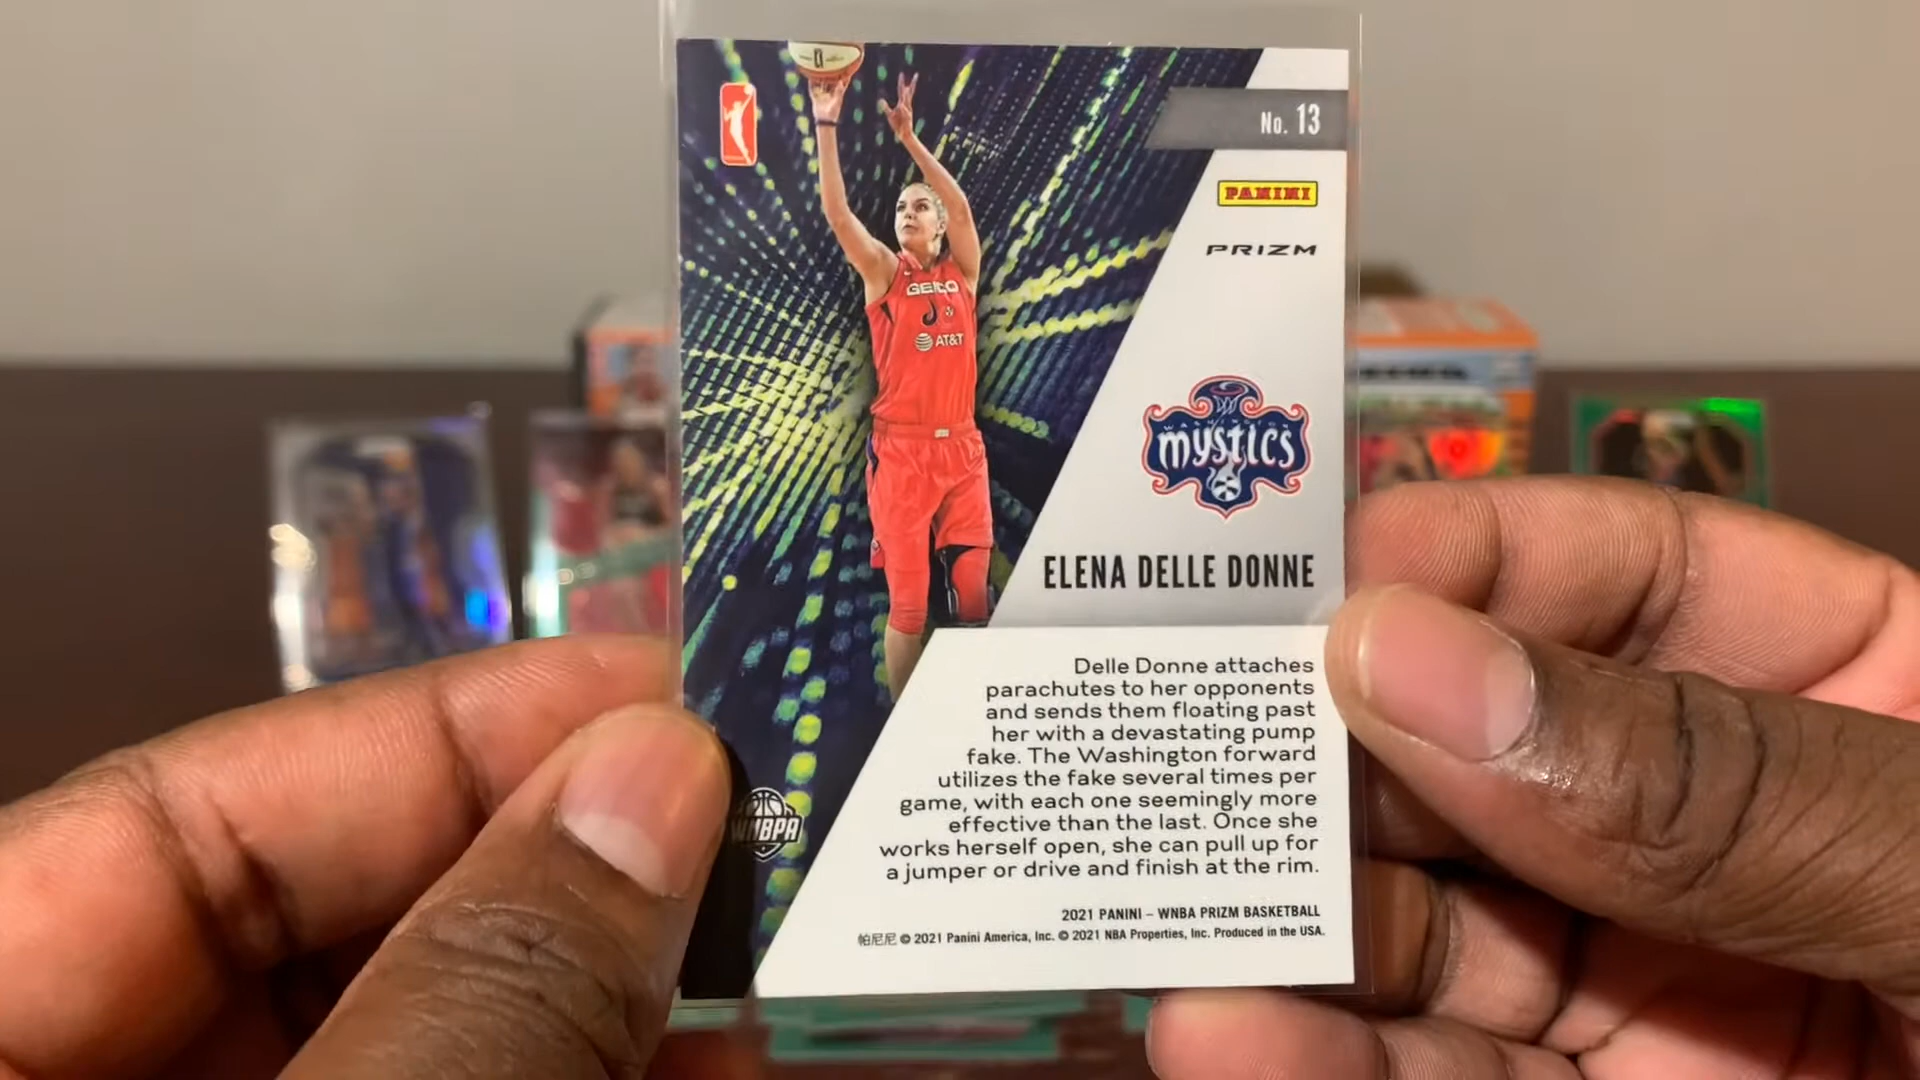 No. 13
PANINI
PRIZM
GEICO
AT&T
WASHINGTON
mystics
ELENA DELLE DONNE
Delle Donne attaches
parachutes to her opponents
and sends them floating past
her with a devastating pump
fake. The Washington forward
utilizes the fake several times per
game, with each one seemingly more
effective than the last. Once she
works herself open, she can pull up for
a jumper or drive and finish at the rim.
WNBPA
2021 PANINI – WNBA PRIZM BASKETBALL
帕尼尼 © 2021 Panini America, Inc. © 2021 NBA Properties, Inc. Produced in the USA.